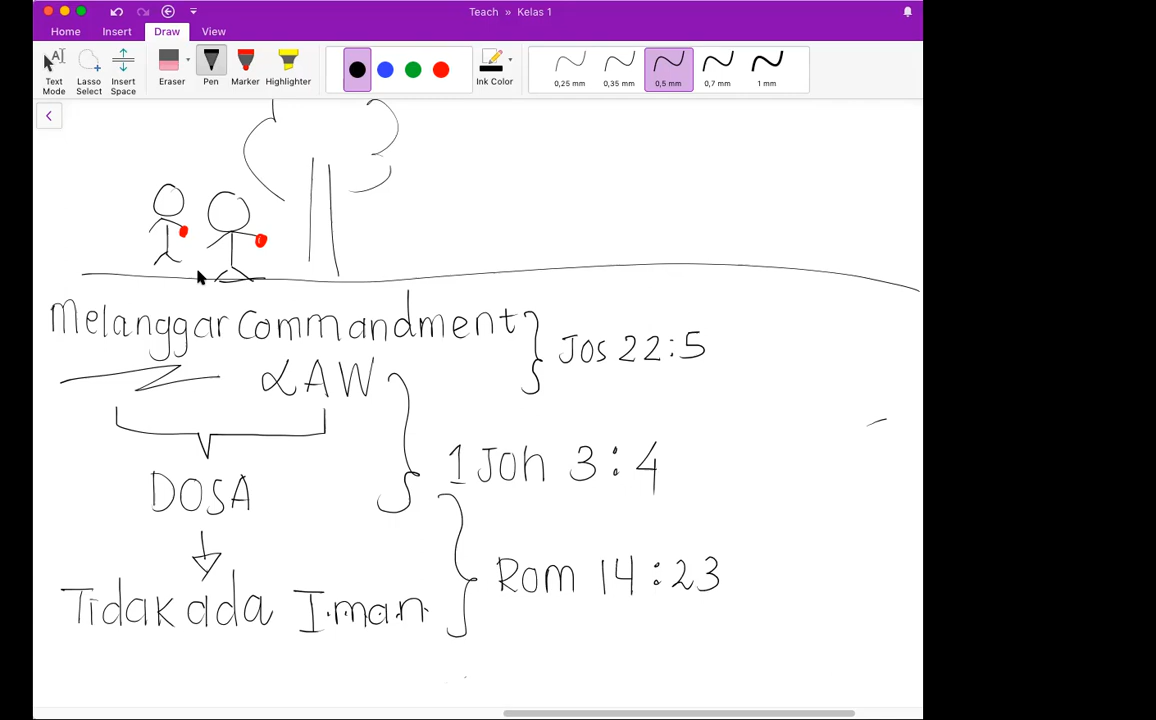 Teach » Kelas 1
Home Insert Draw View
Text Mode Lasso Select Insert Space Eraser Pen Marker Highlighter Ink Color 0,25 mm 0,35 mm 0,5 mm 0,7 mm 1 mm
Melanggar Commandment } Jos 22:5
LAW
1 Joh 3:4
DOSA
Rom 14:23
Tidak ada Iman